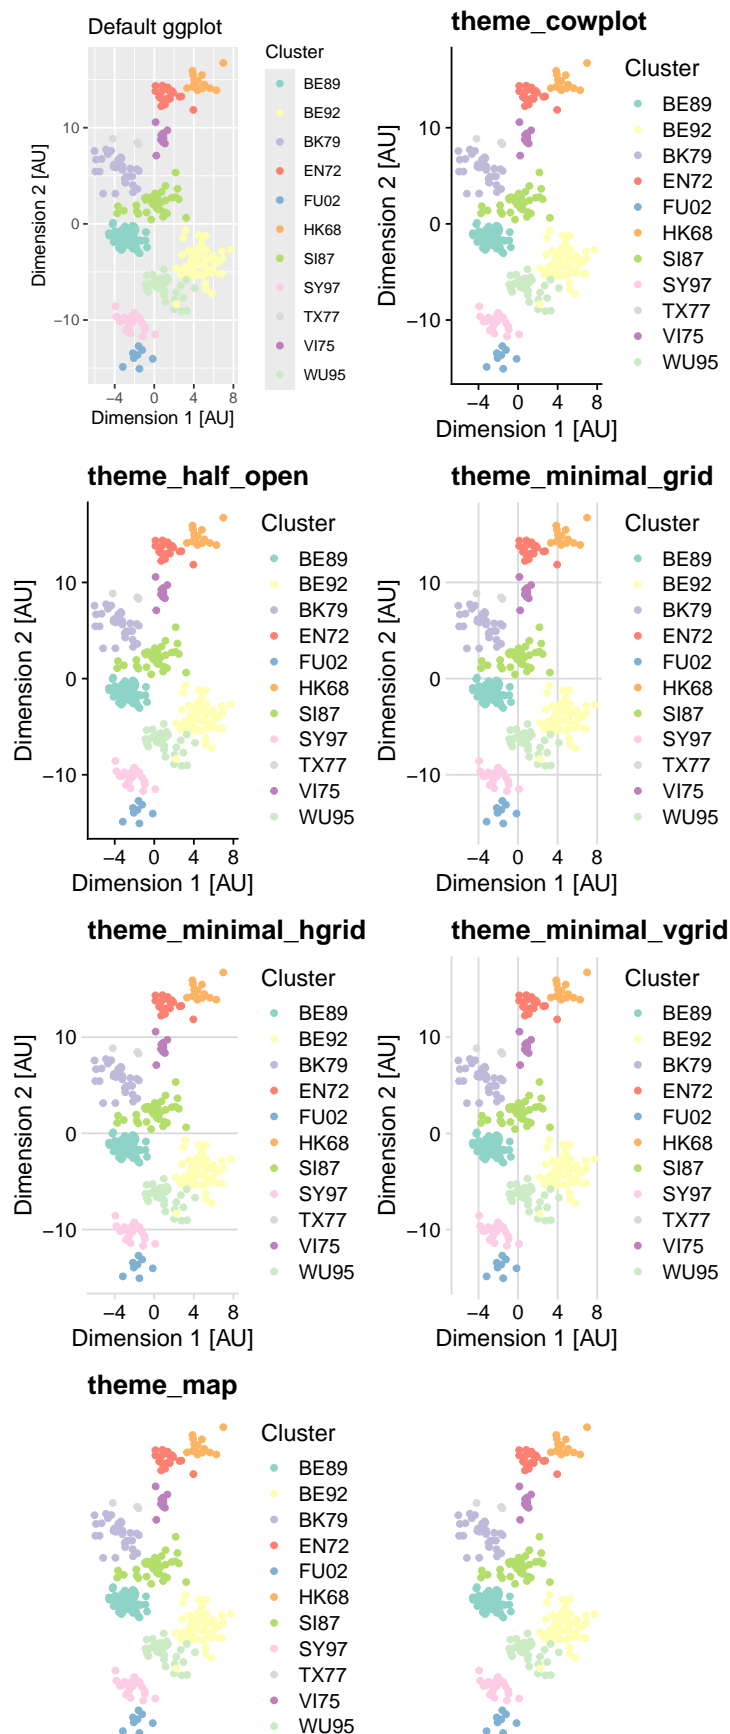 Default ggplot
Cluster
BE89
BE92
BK79
EN72
FU02
HK68
SI87
SY97
TX77
VI75
WU95
10
0
−10
Dimension 2 [AU]
−4 0 4 8
Dimension 1 [AU]
theme_cowplot
Cluster
BE89
BE92
BK79
EN72
FU02
HK68
SI87
SY97
TX77
VI75
WU95
10
0
−10
Dimension 2 [AU]
−4 0 4 8
Dimension 1 [AU]
theme_half_open
Cluster
BE89
BE92
BK79
EN72
FU02
HK68
SI87
SY97
TX77
VI75
WU95
10
0
−10
Dimension 2 [AU]
−4 0 4 8
Dimension 1 [AU]
theme_minimal_grid
Cluster
BE89
BE92
BK79
EN72
FU02
HK68
SI87
SY97
TX77
VI75
WU95
10
0
−10
Dimension 2 [AU]
−4 0 4 8
Dimension 1 [AU]
theme_minimal_hgrid
Cluster
BE89
BE92
BK79
EN72
FU02
HK68
SI87
SY97
TX77
VI75
WU95
10
0
−10
Dimension 2 [AU]
−4 0 4 8
Dimension 1 [AU]
theme_minimal_vgrid
Cluster
BE89
BE92
BK79
EN72
FU02
HK68
SI87
SY97
TX77
VI75
WU95
10
0
−10
Dimension 2 [AU]
−4 0 4 8
Dimension 1 [AU]
theme_map
Cluster
BE89
BE92
BK79
EN72
FU02
HK68
SI87
SY97
TX77
VI75
WU95